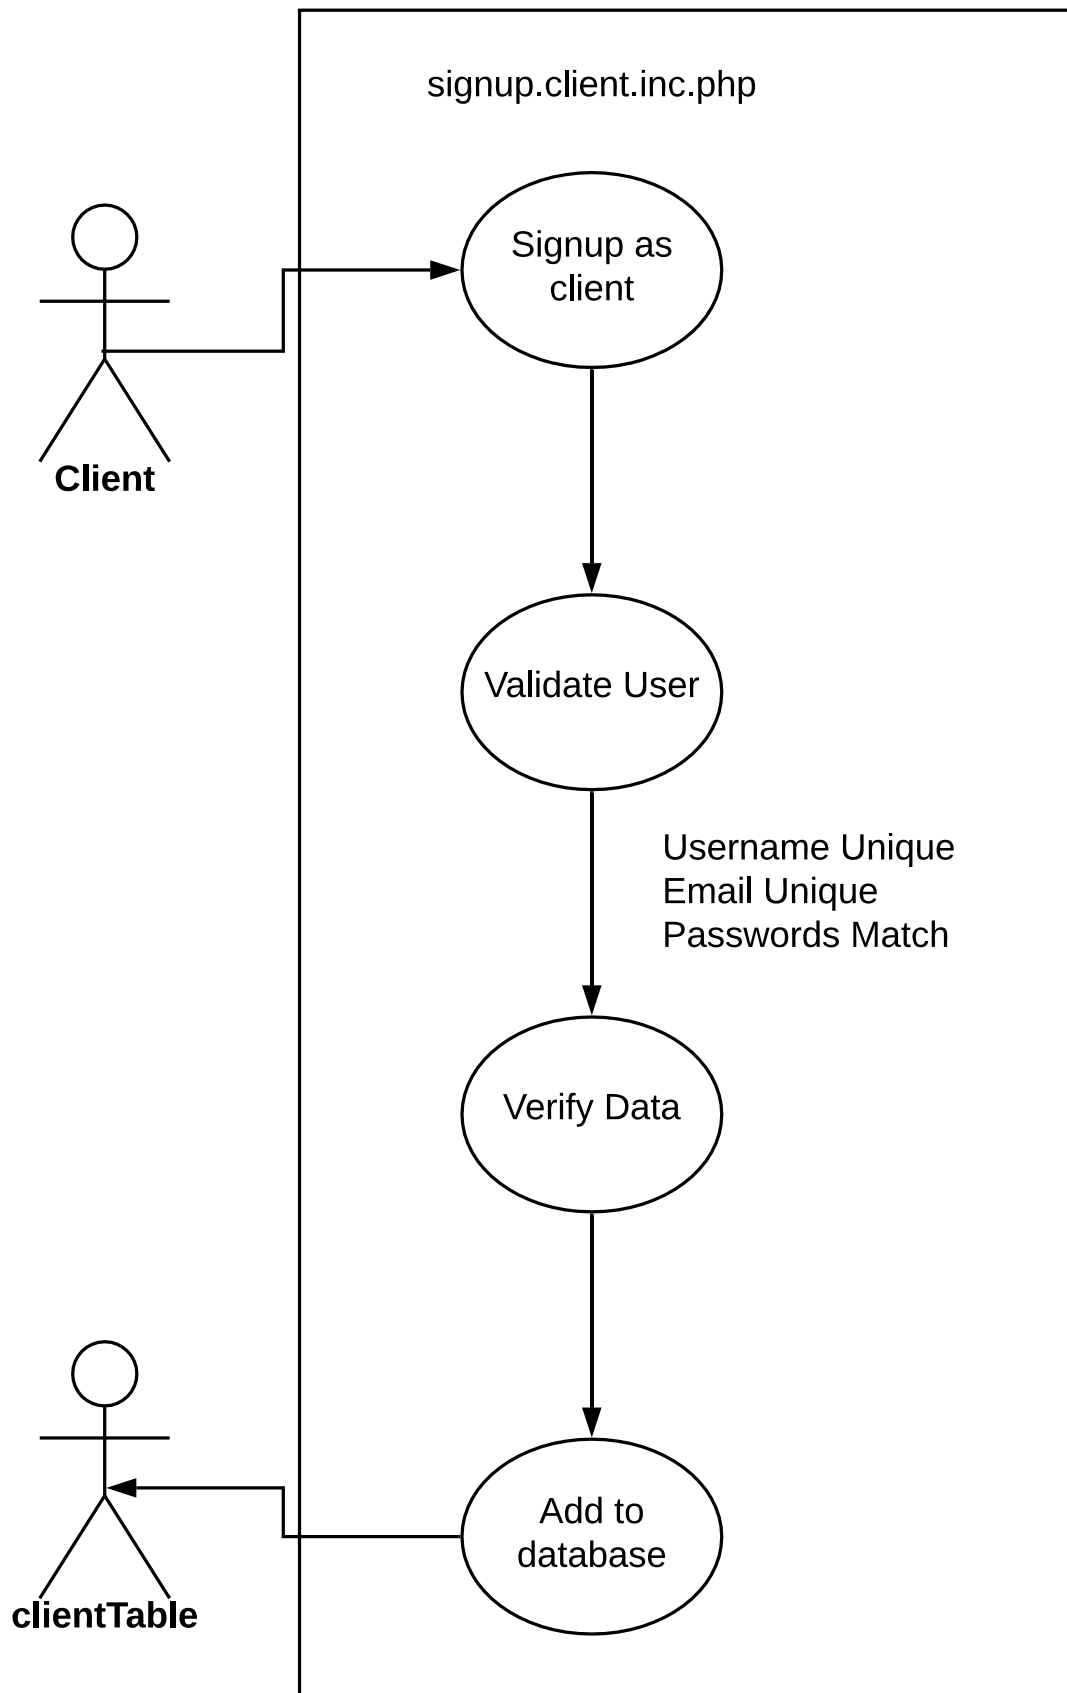 signup.client.inc.php
Signup as
client
Client
Validate User
Username Unique
Email Unique
Passwords Match
Verify Data
Add to
database
clientTable